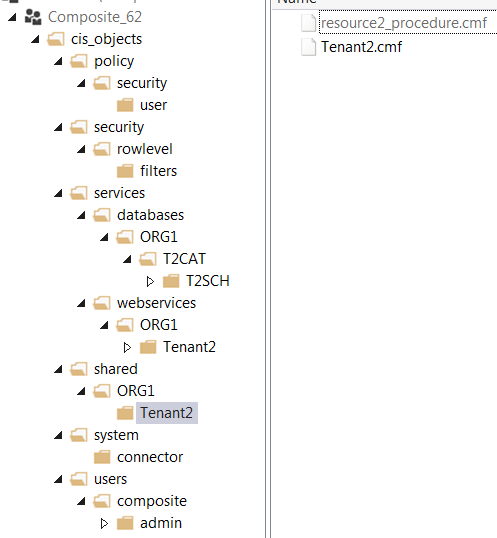 Composite_62
cis_objects
policy
security
user
security
rowlevel
filters
services
databases
ORG1
T2CAT
T2SCH
webservices
ORG1
Tenant2
shared
ORG1
Tenant2
system
connector
users
composite
admin
Name
resource2_procedure.cmf
Tenant2.cmf